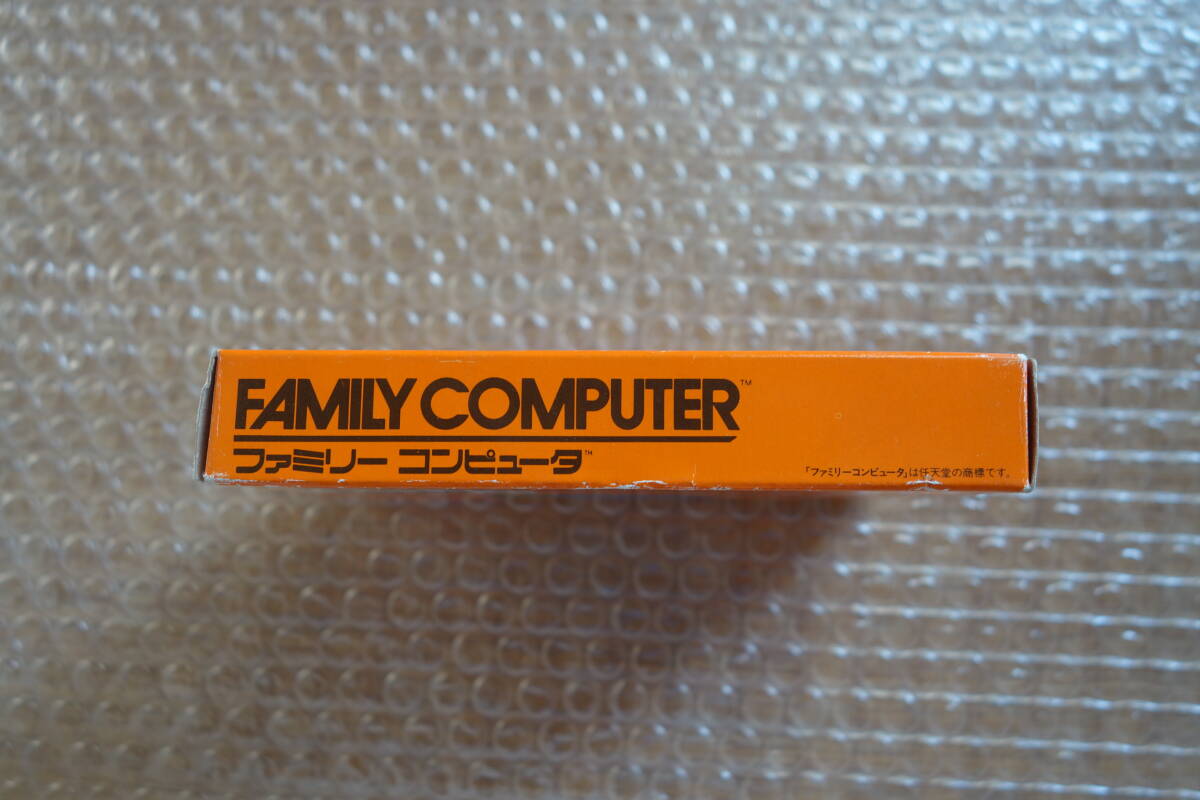 FAMILY COMPUTER™
ファミリー コンピュータ™
「ファミリーコンピュータ」は任天堂の商標です。